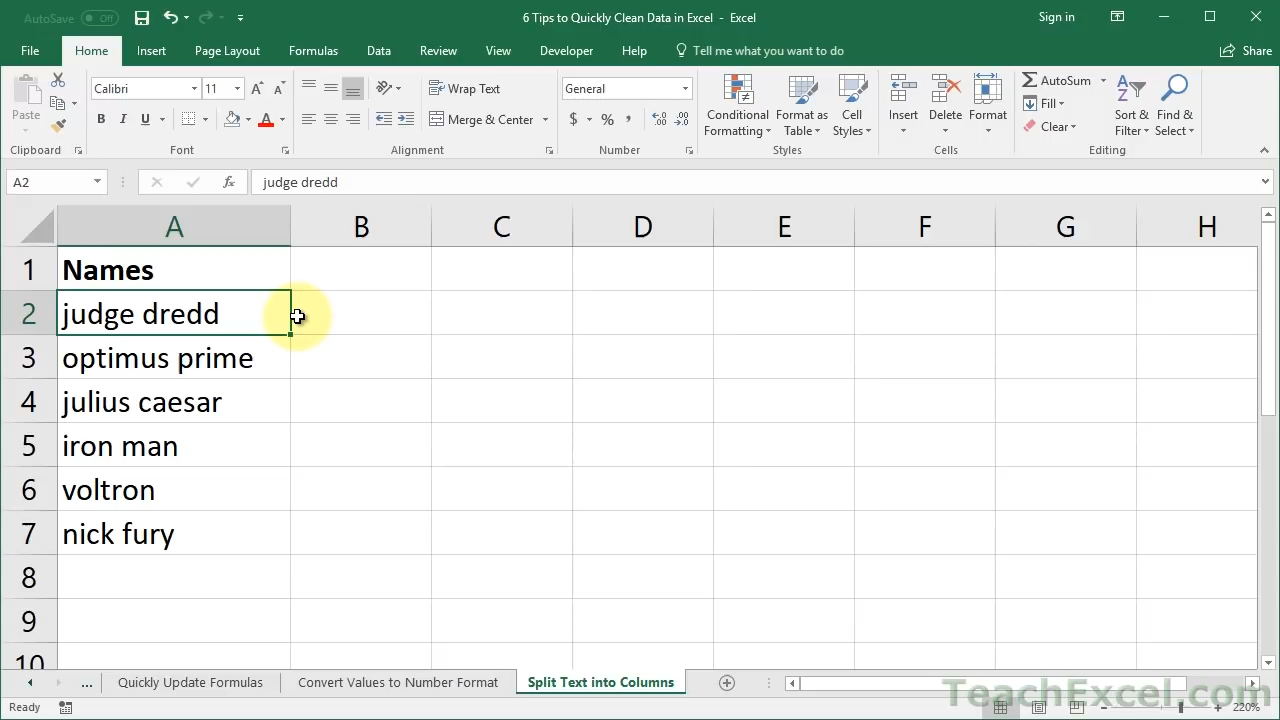 AutoSave Off 6 Tips to Quickly Clean Data in Excel - Excel Sign in
File Home Insert Page Layout Formulas Data Review View Developer Help Tell me what you want to do Share
Paste
Clipboard
Calibri 11
B I U A
Font
Wrap Text
Merge & Center
Alignment
General
$ % ,
Number
Conditional Formatting
Format as Table
Cell Styles
Styles
Insert Delete Format
Cells
AutoSum
Fill
Clear
Sort & Filter
Find & Select
Editing
A2 fx judge dredd
A B C D E F G H
1 Names
2 judge dredd
3 optimus prime
4 julius caesar
5 iron man
6 voltron
7 nick fury
8
9
10
... Quickly Update Formulas Convert Values to Number Format Split Text into Columns
TeachExcel.com
Ready 220%